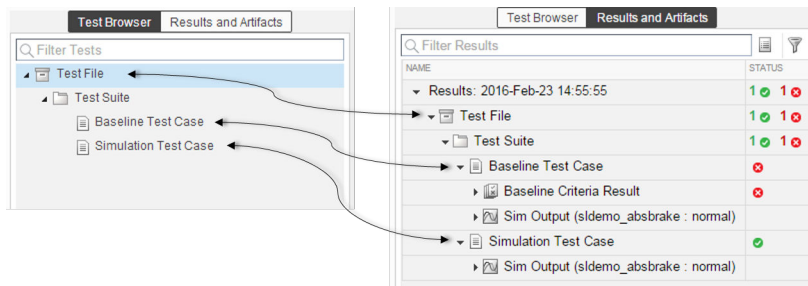 Test Browser Results and Artifacts
Filter Tests
Test File
Test Suite
Baseline Test Case
Simulation Test Case
Test Browser Results and Artifacts
Filter Results
NAME STATUS
Results: 2016-Feb-23 14:55:55 1 1
Test File 1 1
Test Suite 1 1
Baseline Test Case
Baseline Criteria Result
Sim Output (sldemo_absbrake : normal)
Simulation Test Case
Sim Output (sldemo_absbrake : normal)